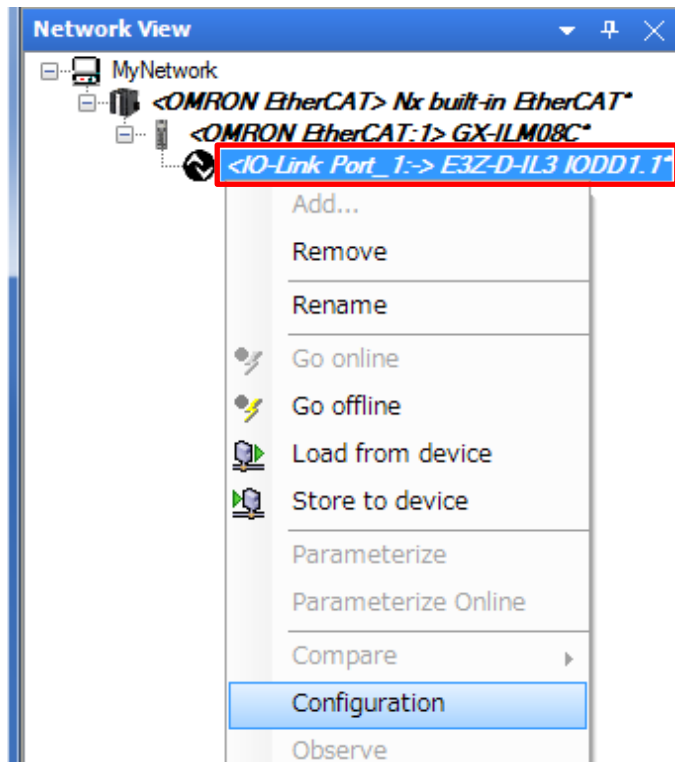 Network View
MyNetwork
<OMRON EtherCAT> Nx built-in EtherCAT*
<OMRON EtherCAT:1> GX-ILM08C*
<IO-Link Port_1:-> E3Z-D-IL3 IODD1.1*
Add...
Remove
Rename
Go online
Go offline
Load from device
Store to device
Parameterize
Parameterize Online
Compare
Configuration
Observe